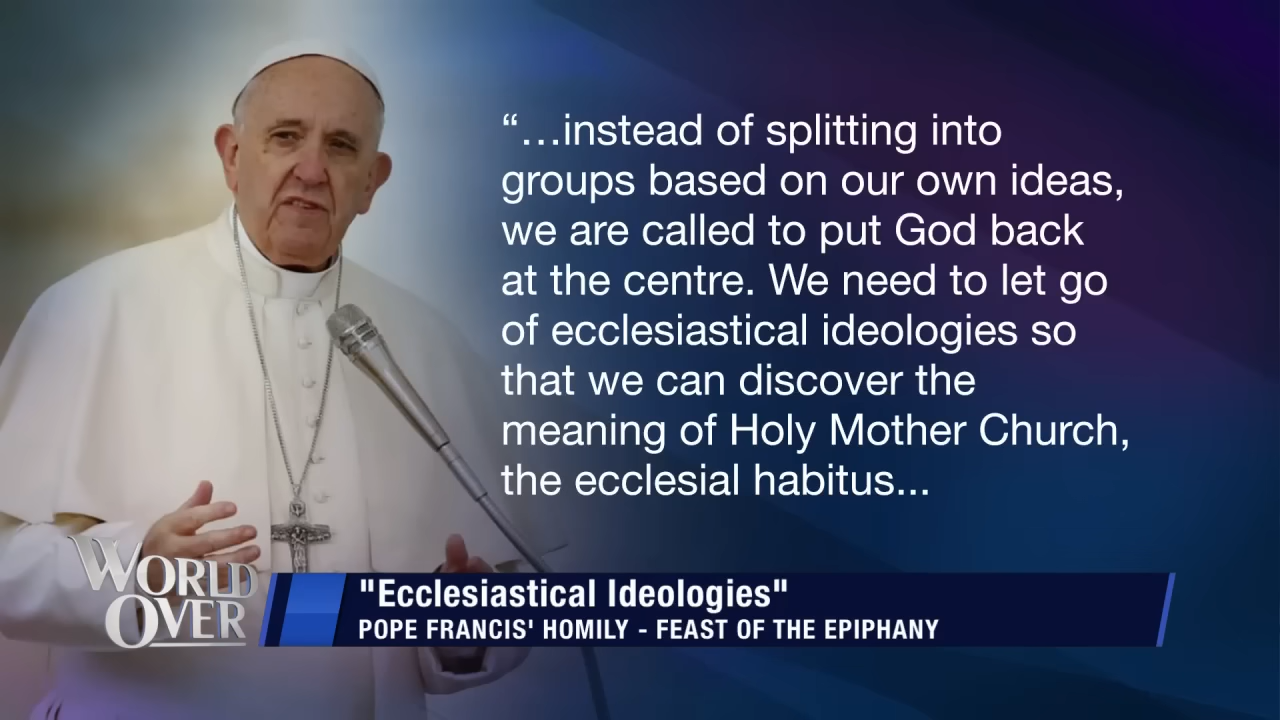 “…instead of splitting into
groups based on our own ideas,
we are called to put God back
at the centre. We need to let go
of ecclesiastical ideologies so
that we can discover the
meaning of Holy Mother Church,
the ecclesial habitus...
WORLD
OVER
"Ecclesiastical Ideologies"
POPE FRANCIS' HOMILY - FEAST OF THE EPIPHANY